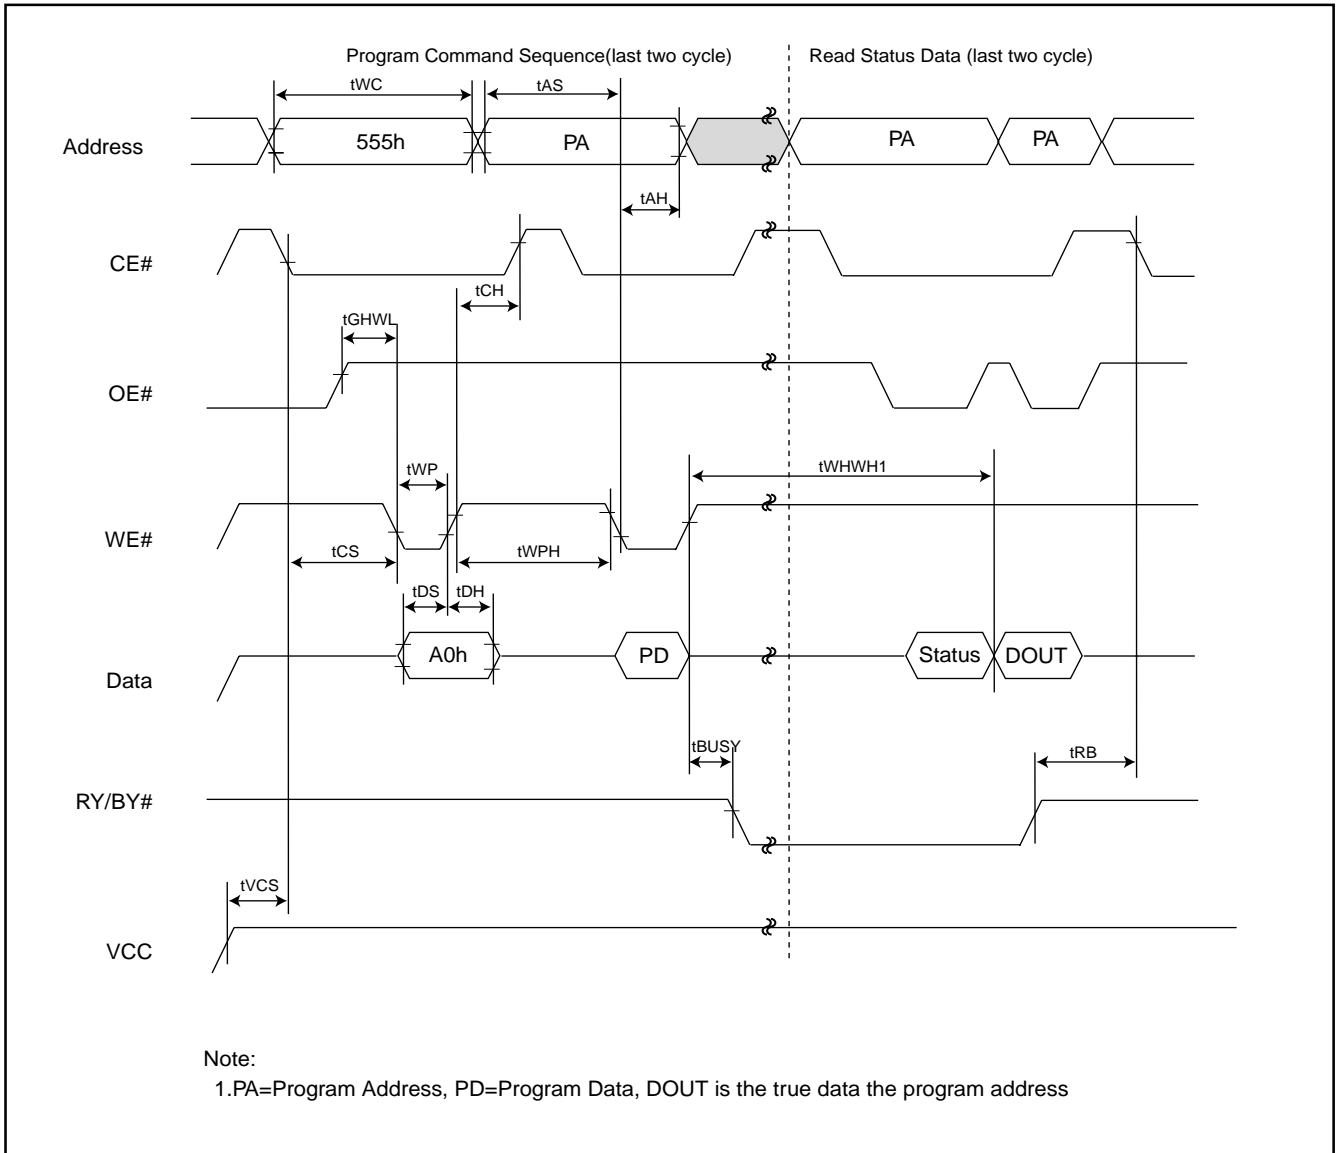 Program Command Sequence(last two cycle) Read Status Data (last two cycle)
tWC tAS
Address 555h PA PA PA
tAH
CE#
tCH
tGHWL
OE#
tWP tWHWH1
WE#
tCS tWPH
tDS tDH
Data A0h PD Status DOUT
tBUSY tRB
RY/BY#
tVCS
VCC
Note:
1.PA=Program Address, PD=Program Data, DOUT is the true data the program address